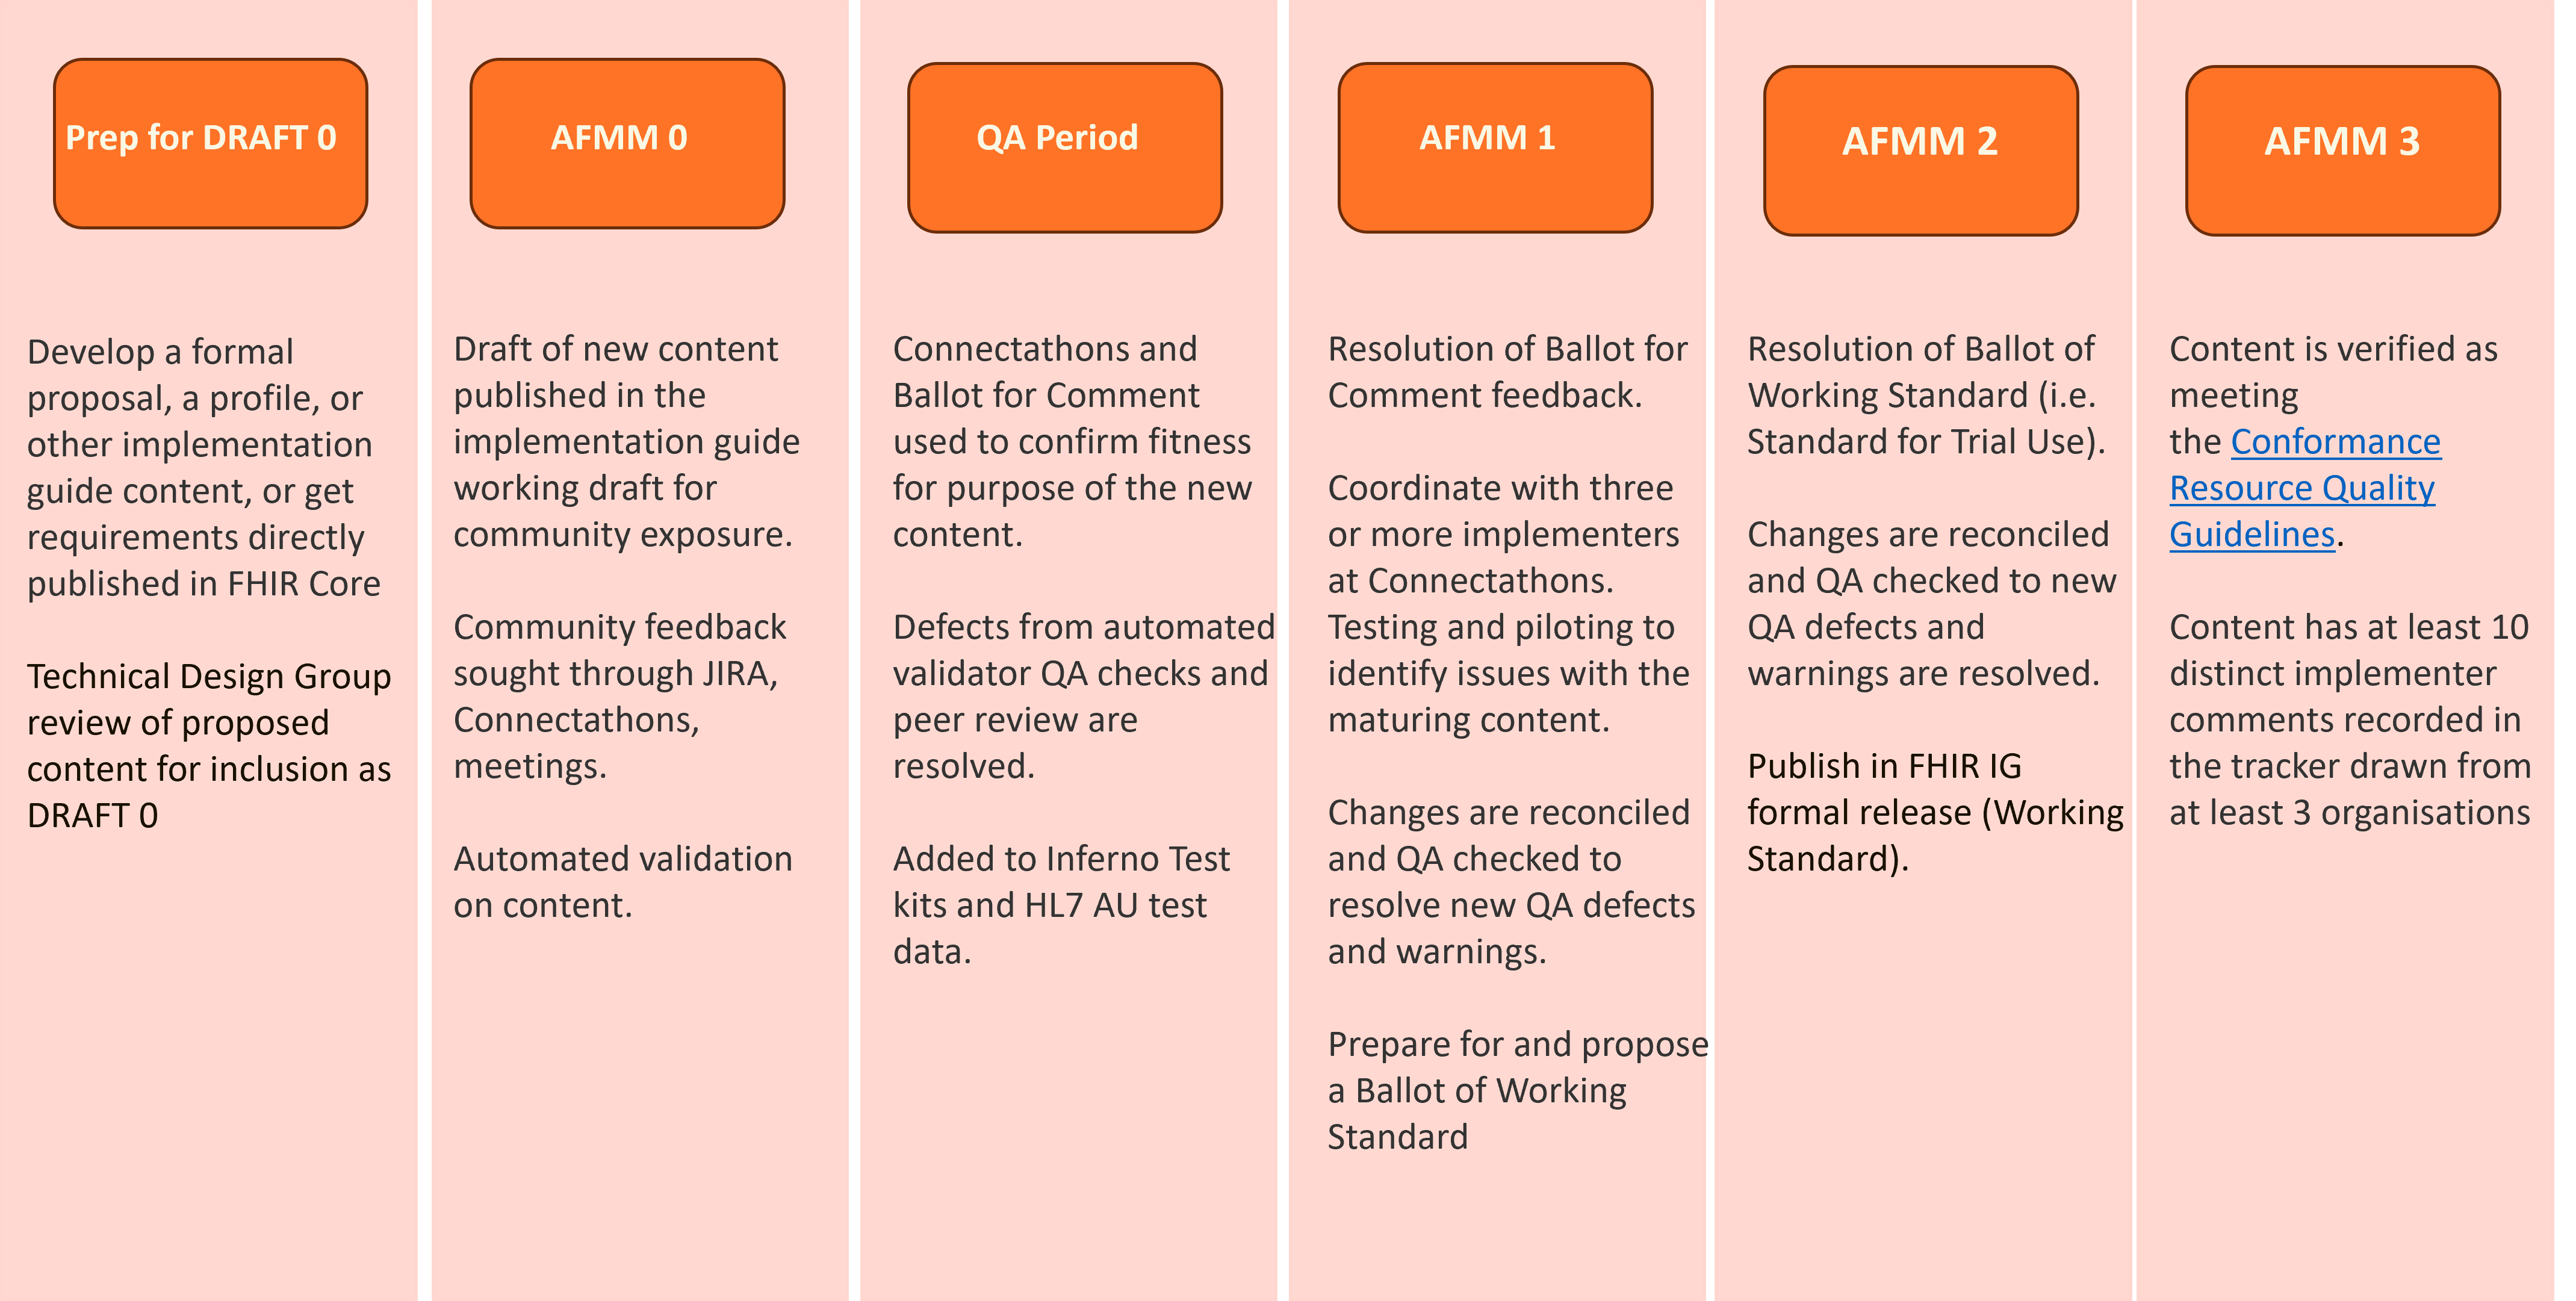 Prep for DRAFT 0
Develop a formal
proposal, a profile, or
other implementation
guide content, or get
requirements directly
published in FHIR Core
Technical Design Group
review of proposed
content for inclusion as
DRAFT 0
AFMM 0
Draft of new content
published in the
implementation guide
working draft for
community exposure.
Community feedback
sought through JIRA,
Connectathons,
meetings.
Automated validation
on content.
QA Period
Connectathons and
Ballot for Comment
used to confirm fitness
for purpose of the new
content.
Defects from automated
validator QA checks and
peer review are
resolved.
Added to Inferno Test
kits and HL7 AU test
data.
AFMM 1
Resolution of Ballot for
Comment feedback.
Coordinate with three
or more implementers
at Connectathons.
Testing and piloting to
identify issues with the
maturing content.
Changes are reconciled
and QA checked to
resolve new QA defects
and warnings.
Prepare for and propose
a Ballot of Working
Standard
AFMM 2
Resolution of Ballot of
Working Standard (i.e.
Standard for Trial Use).
Changes are reconciled
and QA checked to new
QA defects and
warnings are resolved.
Publish in FHIR IG
formal release (Working
Standard).
AFMM 3
Content is verified as
meeting
the Conformance
Resource Quality
Guidelines.
Content has at least 10
distinct implementer
comments recorded in
the tracker drawn from
at least 3 organisations